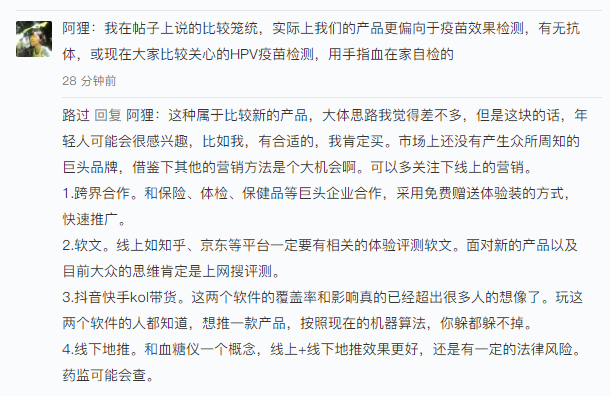 阿狸：我在帖子上说的比较笼统，实际上我们的产品更偏向于疫苗效果检测，有无抗
体，或现在大家比较关心的HPV疫苗检测，用手指血在家自检的
28 分钟前
路过 回复 阿狸：这种属于比较新的产品，大体思路我觉得差不多，但是这块的话，年
轻人可能会很感兴趣，比如我，有合适的，我肯定买。市场上还没有产生众所周知的
巨头品牌，借鉴下其他的营销方法是个大机会啊。可以多关注下线上的营销。
1.跨界合作。和保险、体检、保健品等巨头企业合作，采用免费赠送体验装的方式，
快速推广。
2.软文。线上如知乎、京东等平台一定要有相关的体验评测软文。面对新的产品以及
目前大众的思维肯定是上网搜评测。
3.抖音快手kol带货。这两个软件的覆盖率和影响真的已经超出很多人的想像了。玩这
两个软件的人都知道，想推一款产品，按照现在的机器算法，你躲都躲不掉。
4.线下地推。和血糖仪一个概念，线上+线下地推效果更好，还是有一定的法律风险。
药监可能会查。